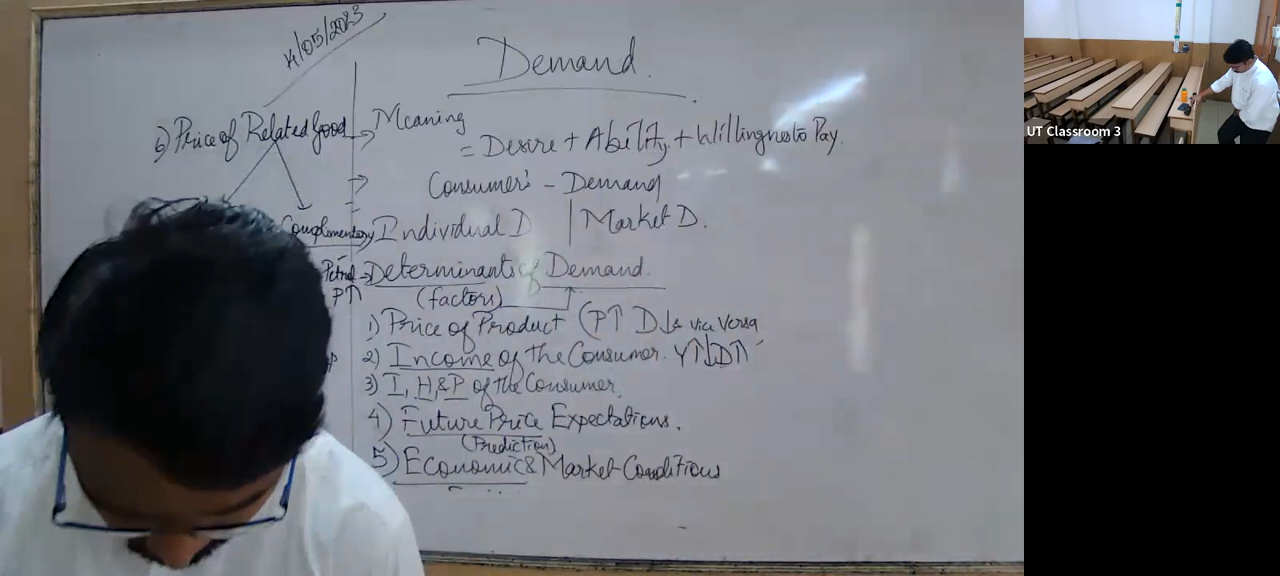 /05/2023
Demand.
6) Price of Related Good
→ Meaning
= Desire + Ability + Willingness to Pay.
→ Consumer's - Demand
Complimentary
→ Individual D | Market D.
Petrol
P↑
→ Determinants of Demand.
(factors)
1) Price of Product (P↑ D↓ & vice Versa
2) Income of the Consumer. Y↑↓D↑
3) I, H, & P of the Consumer.
4) Future Price Expectations.
(Prediction)
5) Economic & Market Conditions
UT Classroom 3